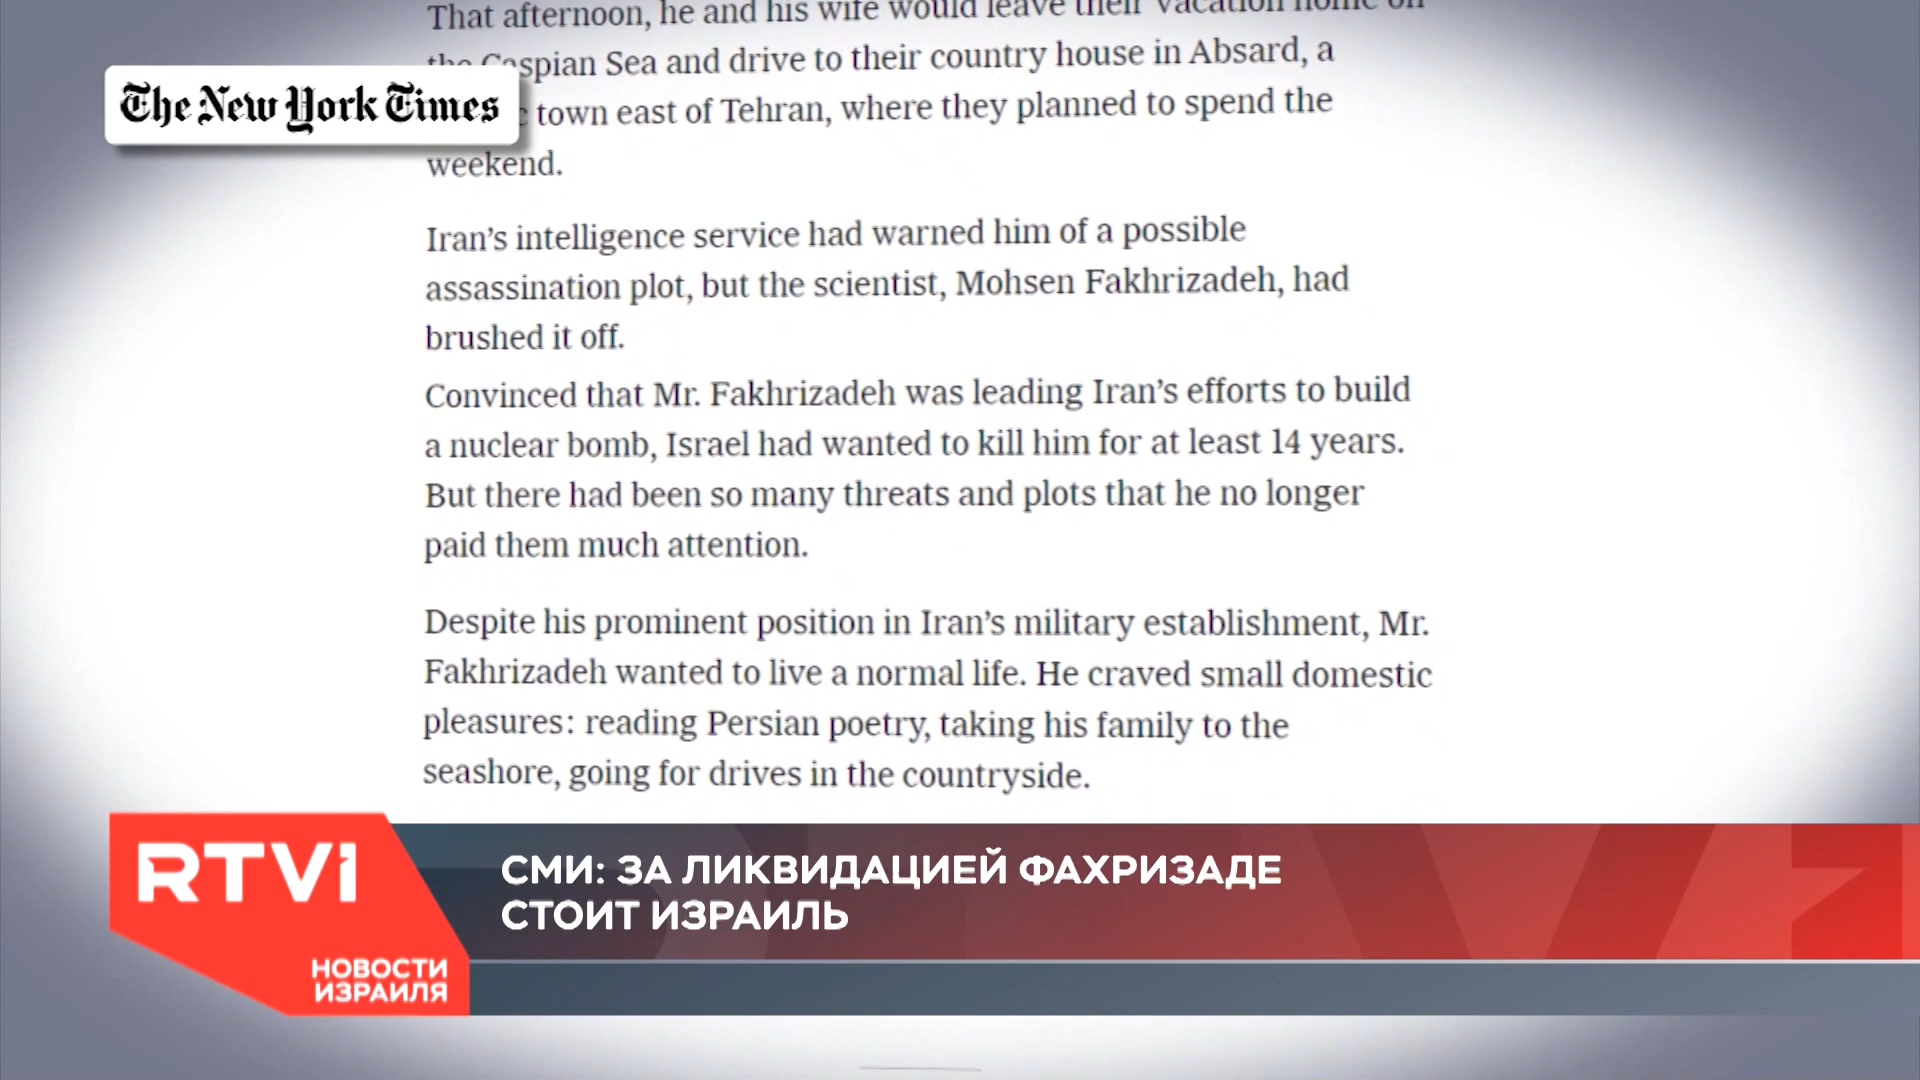 That afternoon, he and his wife would leave their vacation home on
the Caspian Sea and drive to their country house in Absard, a
The New York Times
town east of Tehran, where they planned to spend the
weekend.
Iran's intelligence service had warned him of a possible
assassination plot, but the scientist, Mohsen Fakhrizadeh, had
brushed it off.
Convinced that Mr. Fakhrizadeh was leading Iran's efforts to build
a nuclear bomb, Israel had wanted to kill him for at least 14 years.
But there had been so many threats and plots that he no longer
paid them much attention.
Despite his prominent position in Iran's military establishment, Mr.
Fakhrizadeh wanted to live a normal life. He craved small domestic
pleasures: reading Persian poetry, taking his family to the
seashore, going for drives in the countryside.
RTVI
НОВОСТИ
ИЗРАИЛЯ
СМИ: ЗА ЛИКВИДАЦИЕЙ ФАХРИЗАДЕ
СТОИТ ИЗРАИЛЬ